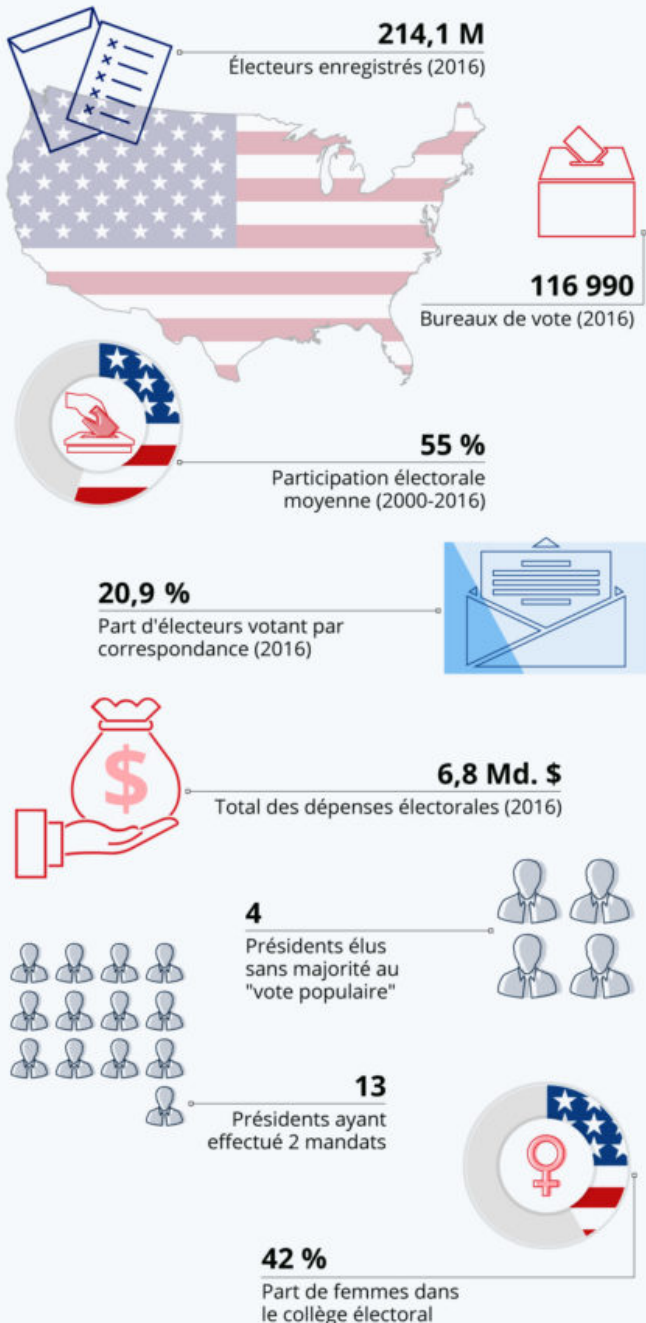 214,1 M
Électeurs enregistrés (2016)
116 990
Bureaux de vote (2016)
55 %
Participation électorale
moyenne (2000-2016)
20,9 %
Part d'électeurs votant par
correspondance (2016)
$
6,8 Md. $
Total des dépenses électorales (2016)
4
Présidents élus
sans majorité au
"vote populaire"
13
Présidents ayant
effectué 2 mandats
42 %
Part de femmes dans
le collège électoral